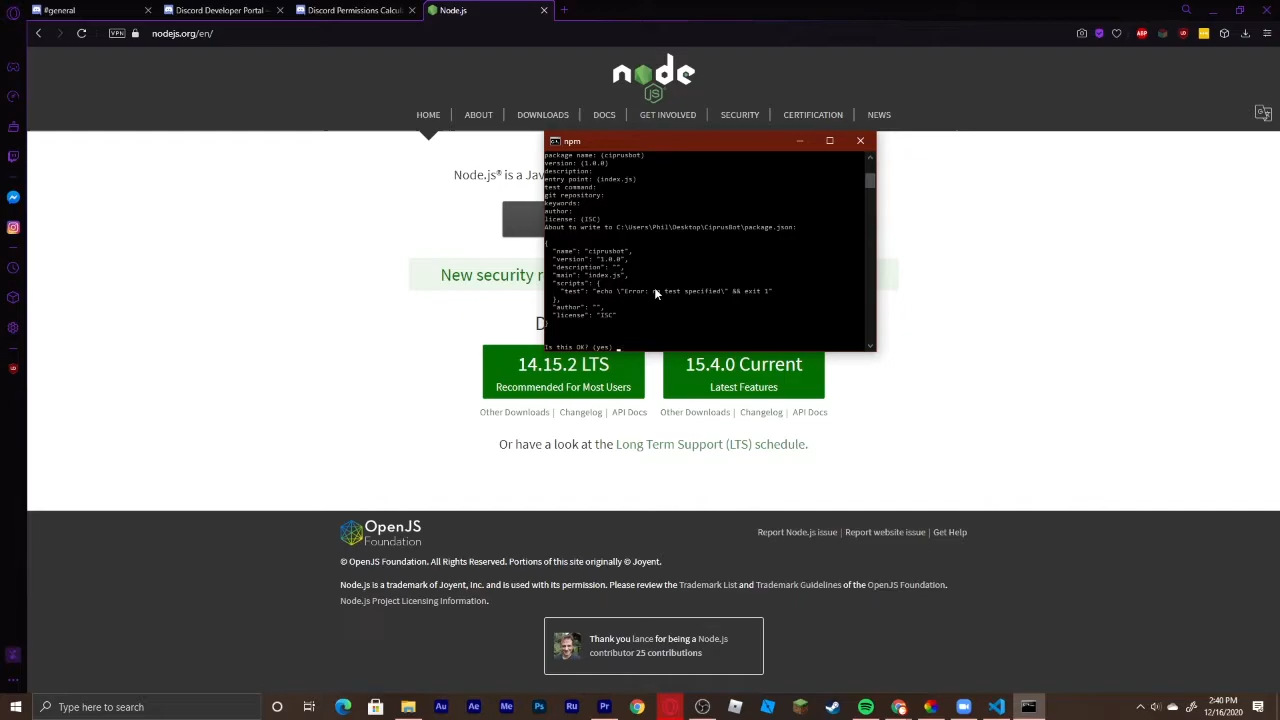 #general
Discord Developer Portal —
Discord Permissions Calcul
Node.js
VPN
nodejs.org/en/
node
JS
HOME
ABOUT
DOWNLOADS
DOCS
GET INVOLVED
SECURITY
CERTIFICATION
NEWS
npm
package name: (ciprusbot)
version: (1.0.0)
description:
entry point: (index.js)
test command:
git repository:
keywords:
author:
license: (ISC)
About to write to C:\Users\Phil\Desktop\CiprusBot\package.json:
{
"name": "ciprusbot",
"version": "1.0.0",
"description": "",
"main": "index.js",
"scripts": {
"test": "echo \"Error: no test specified\" && exit 1"
},
"author": "",
"license": "ISC"
}
Is this OK? (yes)
Node.js® is a Jav
New security r
D
14.15.2 LTS
Recommended For Most Users
15.4.0 Current
Latest Features
Other Downloads | Changelog | API Docs
Other Downloads | Changelog | API Docs
Or have a look at the Long Term Support (LTS) schedule.
OpenJS
Foundation
Report Node.js issue | Report website issue | Get Help
© OpenJS Foundation. All Rights Reserved. Portions of this site originally © Joyent.
Node.js is a trademark of Joyent, Inc. and is used with its permission. Please review the Trademark List and Trademark Guidelines of the OpenJS Foundation.
Node.js Project Licensing Information.
Thank you lance for being a Node.js
contributor 25 contributions
Type here to search
Au
Ae
Me
Ps
Ru
Pr
2:40 PM
12/16/2020